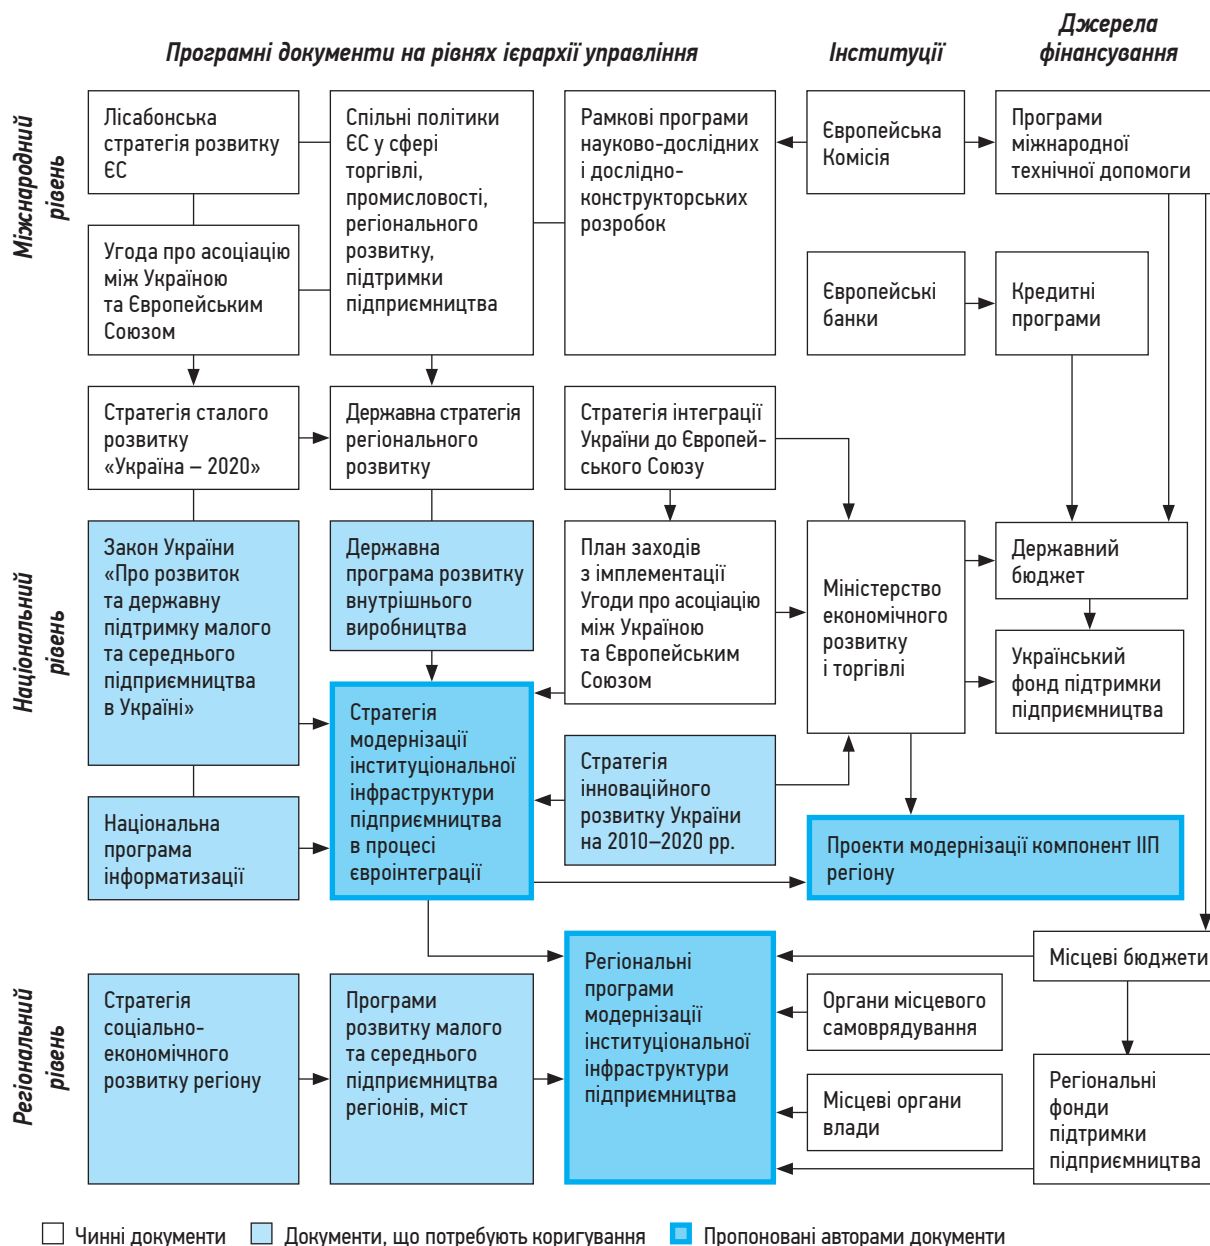 Програмні документи на рівнях ієрархії управління
Інституції
Джерела
фінансування
Міжнародний
рівень
Лісабонська
стратегія розвитку
ЄС
Спільні політики
ЄС у сфері
торгівлі,
промисловості,
регіонального
розвитку,
підтримки
підприємництва
Рамкові програми
науково-дослідних
і дослідно-
конструкторських
розробок
Європейська
Комісія
Програми
міжнародної
технічної допомоги
Угода про асоціацію
між Україною
та Європейським
Союзом
Європейські
банки
Кредитні
програми
Національний
рівень
Стратегія сталого
розвитку
«Україна – 2020»
Державна стратегія
регіонального
розвитку
Стратегія інтеграції
України до Європей-
ського Союзу
Закон України
«Про розвиток
та державну
підтримку малого
та середнього
підприємництва
в Україні»
Державна
програма розвитку
внутрішнього
виробництва
План заходів
з імплементації
Угоди про асоціацію
між Україною
та Європейським
Союзом
Міністерство
економічного
розвитку
і торгівлі
Державний
бюджет
Український
фонд підтримки
підприємництва
Стратегія
модернізації
інституціональної
інфраструктури
підприємництва
в процесі
євроінтеграції
Стратегія
інноваційного
розвитку України
на 2010–2020 рр.
Національна
програма
інформатизації
Проекти модернізації компонент ІІП
регіону
Регіональний
рівень
Стратегія
соціально-
економічного
розвитку регіону
Програми
розвитку малого
та середнього
підприємництва
регіонів, міст
Регіональні
програми
модернізації
інституціональної
інфраструктури
підприємництва
Місцеві бюджети
Органи місцевого
самоврядування
Місцеві органи
влади
Регіональні
фонди
підтримки
підприємництва
Чинні документи
Документи, що потребують коригування
Пропоновані авторами документи